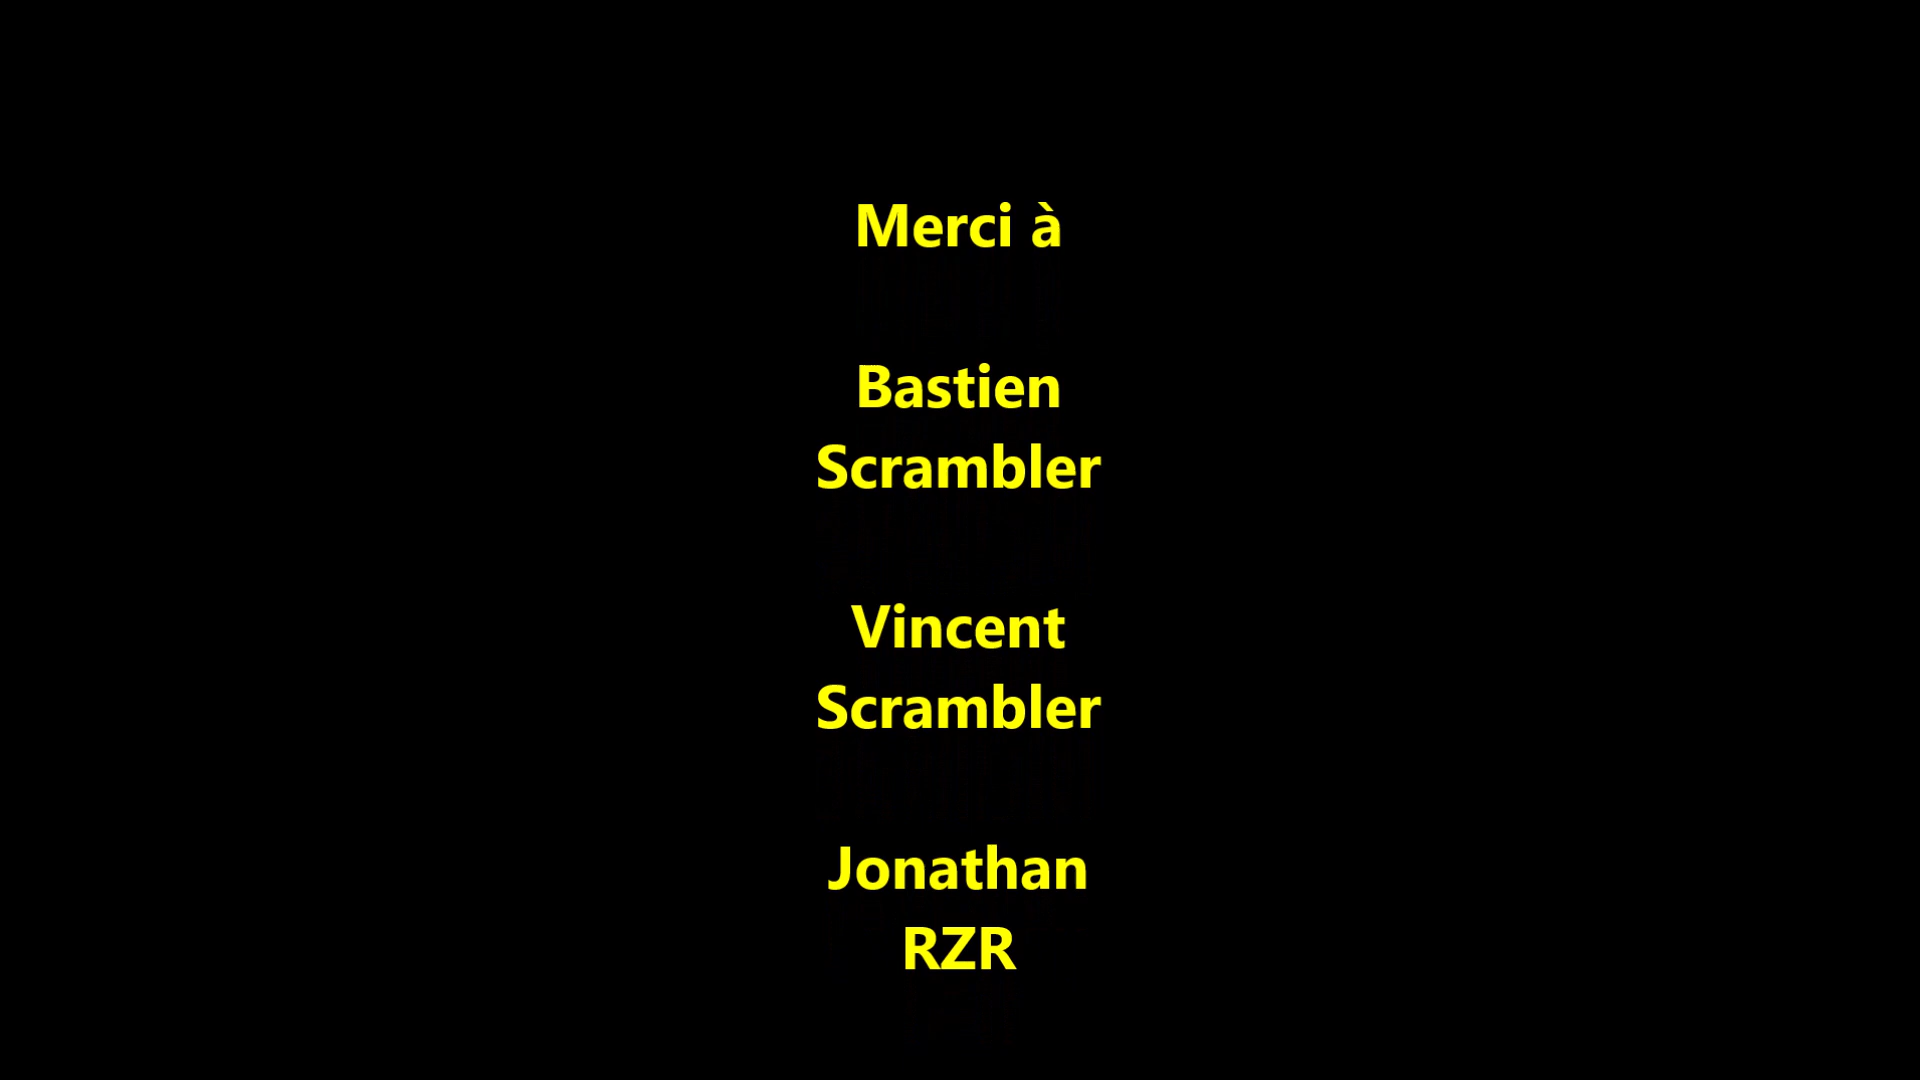 Merci à
Bastien
Scrambler
Vincent
Scrambler
Jonathan
RZR